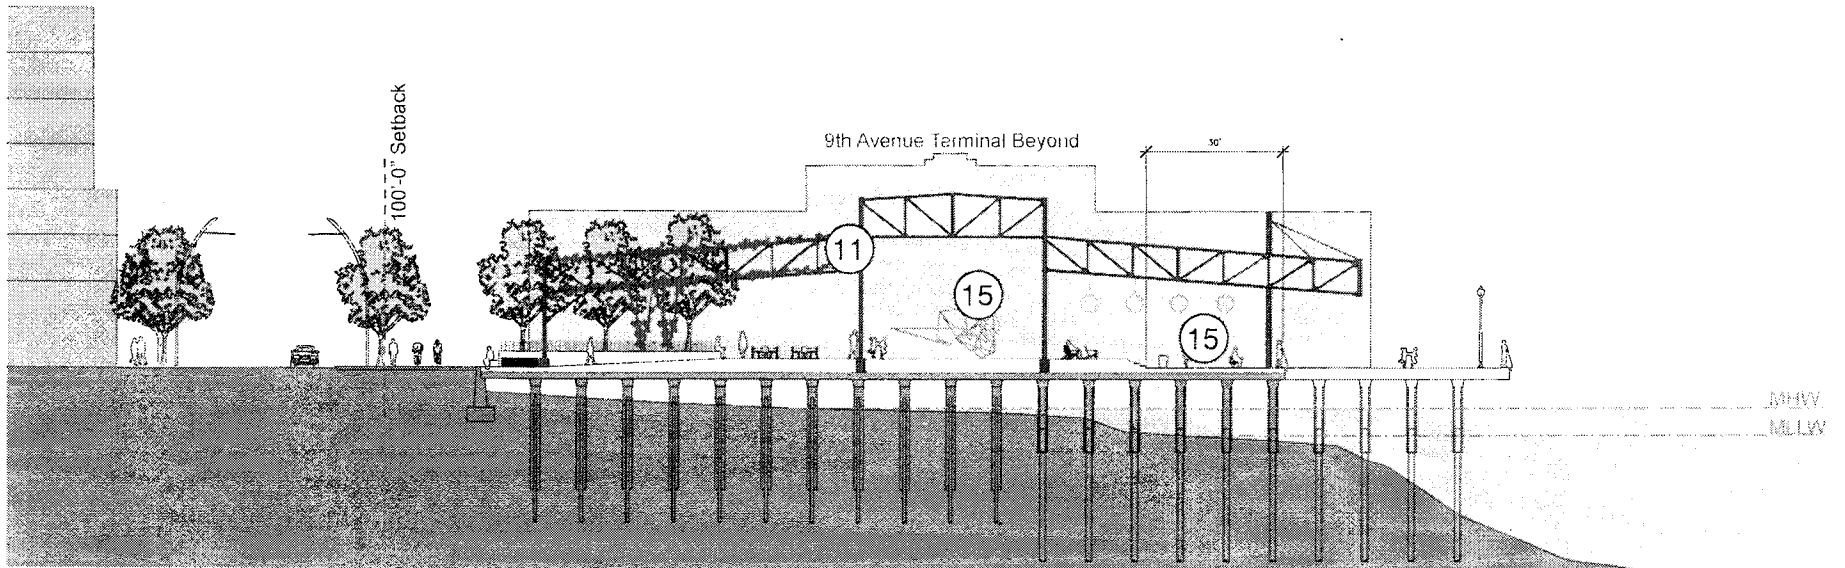 100'-0" Setback
9th Avenue Terminal Beyond
30'
11
15
15
MHW
MLLW